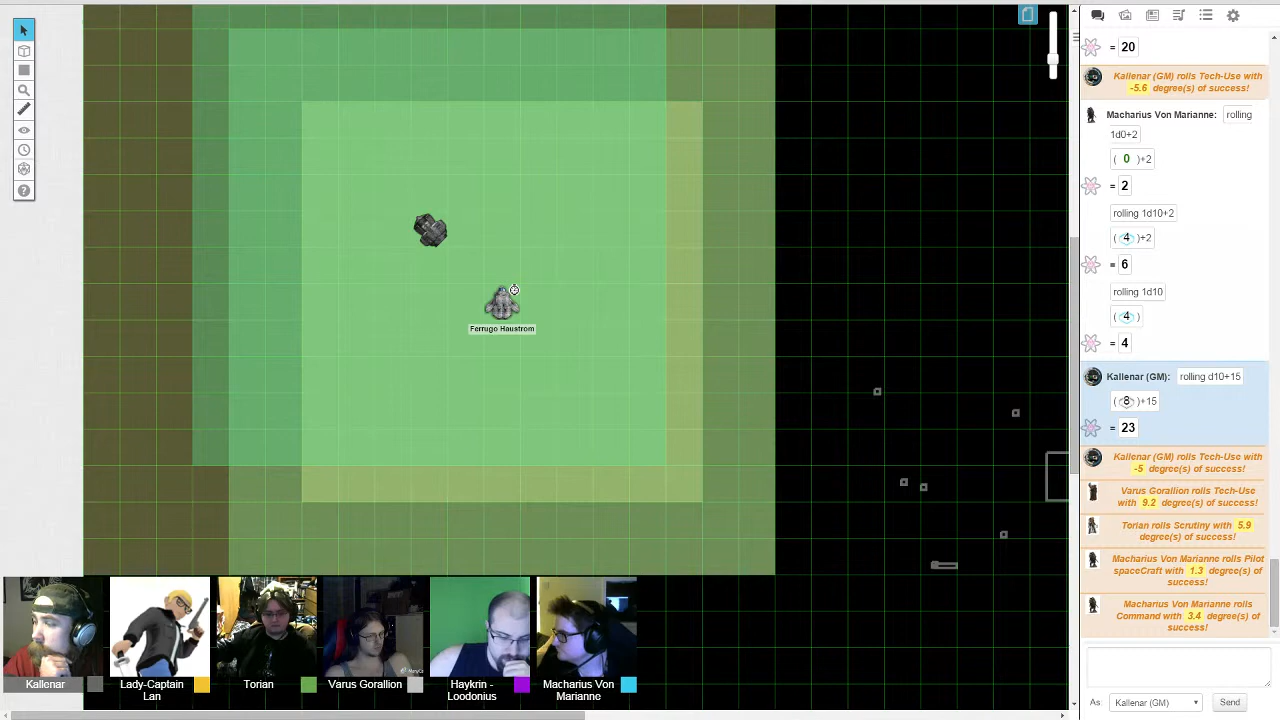 = 20
Kallenar (GM) rolls Tech-Use with
-5.6 degree(s) of success!
Macharius Von Marianne: rolling
1d0+2
( 0 )+2
= 2
rolling 1d10+2
( 4 )+2
= 6
rolling 1d10
( 4 )
= 4
Kallenar (GM): rolling d10+15
( 8 )+15
= 23
Kallenar (GM) rolls Tech-Use with
-5 degree(s) of success!
Varus Gorallion rolls Tech-Use
with 9.2 degree(s) of success!
Torian rolls Scrutiny with 5.9
degree(s) of success!
Macharius Von Marianne rolls Pilot
spaceCraft with 1.3 degree(s) of
success!
Macharius Von Marianne rolls
Command with 3.4 degree(s) of
success!
As: Kallenar (GM) Send
Ferrugo Haustrom
Kallenar
Lady-Captain
Lan
Torian
Varus Gorallion
Haykrin -
Loodonius
Macharius Von
Marianne